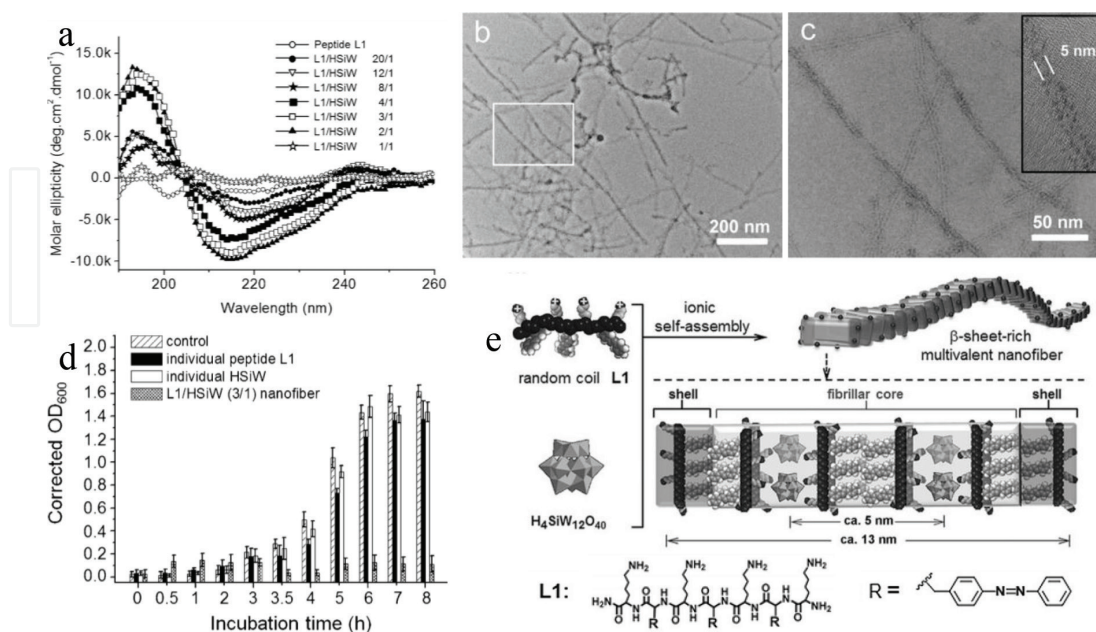 a
Molar ellipticity (deg.cm².dmol⁻¹)
15.0k
10.0k
5.0k
0.0
-5.0k
-10.0k
200 220 240 260
Wavelength (nm)
Peptide L1
L1/HSiW 20/1
L1/HSiW 12/1
L1/HSiW 8/1
L1/HSiW 4/1
L1/HSiW 3/1
L1/HSiW 2/1
L1/HSiW 1/1
b
200 nm
c
5 nm
50 nm
d
Corrected OD₆₀₀
2.0
1.8
1.6
1.4
1.2
1.0
0.8
0.6
0.4
0.2
0.0
0 0.5 1 2 3 3.5 4 5 6 7 8
Incubation time (h)
control
individual peptide L1
individual HSiW
L1/HSiW (3/1) nanofiber
e
random coil L1
ionic
self-assembly
β-sheet-rich
multivalent nanofiber
shell
fibrillar core
shell
H₄SiW₁₂O₄₀
ca. 5 nm
ca. 13 nm
L1:
NH₂ NH₂ NH₂ NH₂
H₂N
O
N
H
R
NH₂
R =
N=N